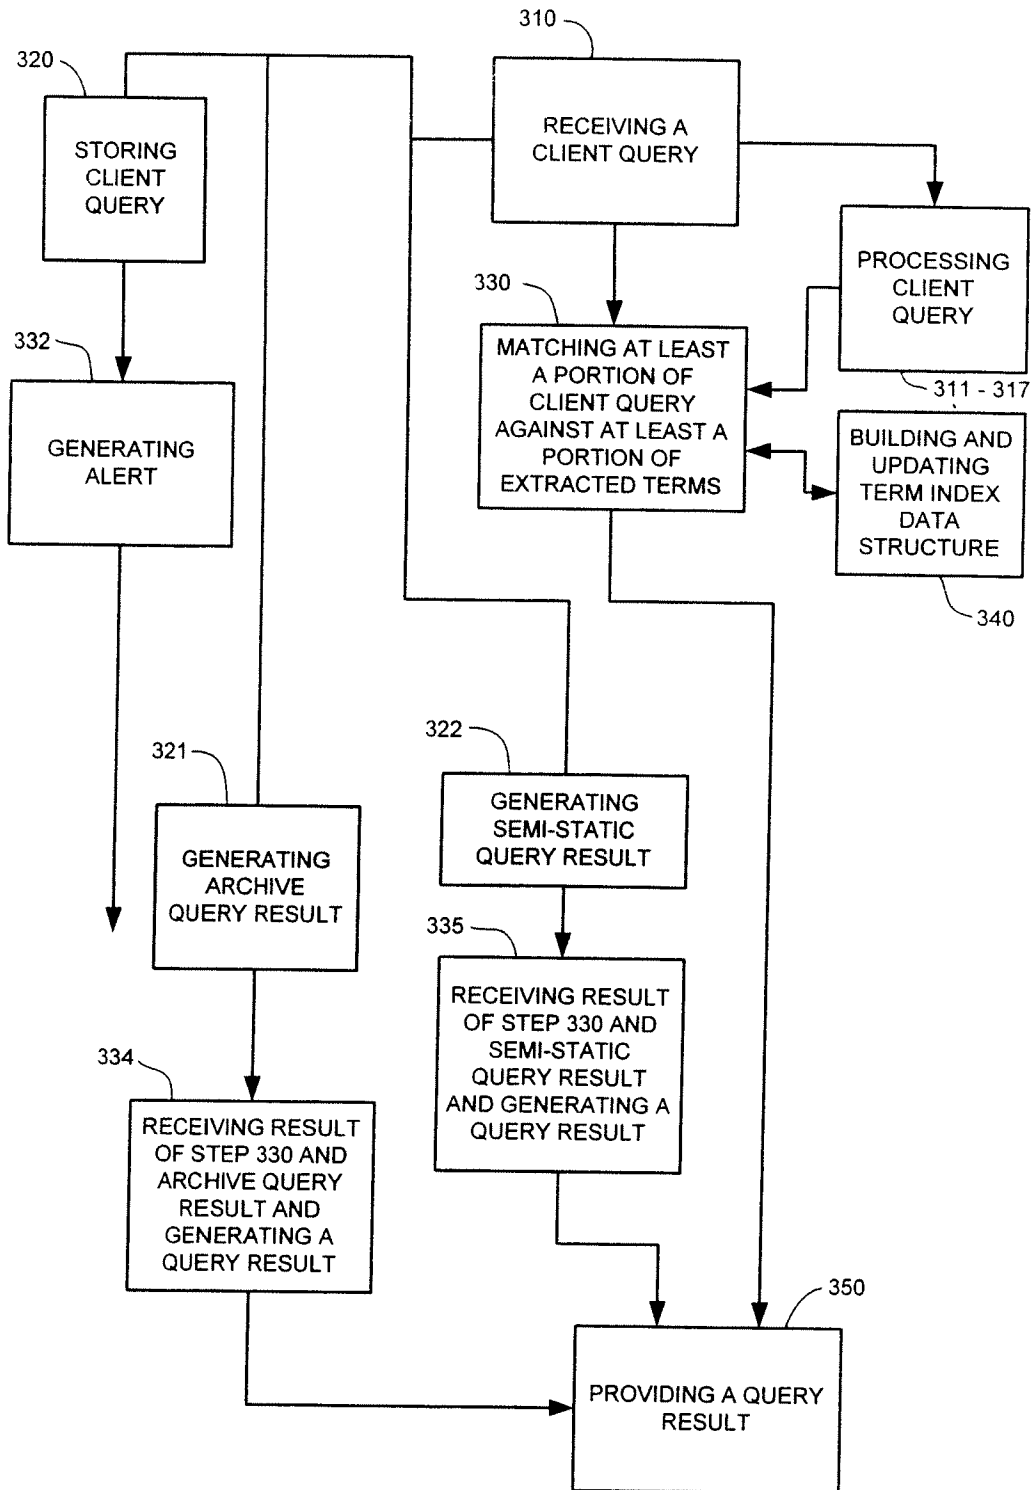 310
320
RECEIVING A
CLIENT QUERY
STORING
CLIENT
QUERY
PROCESSING
CLIENT
QUERY
311 - 317
330
MATCHING AT LEAST
A PORTION OF
CLIENT QUERY
AGAINST AT LEAST A
PORTION OF
EXTRACTED TERMS
332
GENERATING
ALERT
BUILDING AND
UPDATING
TERM INDEX
DATA
STRUCTURE
340
322
GENERATING
SEMI-STATIC
QUERY RESULT
321
GENERATING
ARCHIVE
QUERY RESULT
335
RECEIVING RESULT
OF STEP 330 AND
SEMI-STATIC
QUERY RESULT
AND GENERATING A
QUERY RESULT
334
RECEIVING RESULT
OF STEP 330 AND
ARCHIVE QUERY
RESULT AND
GENERATING A
QUERY RESULT
350
PROVIDING A QUERY
RESULT